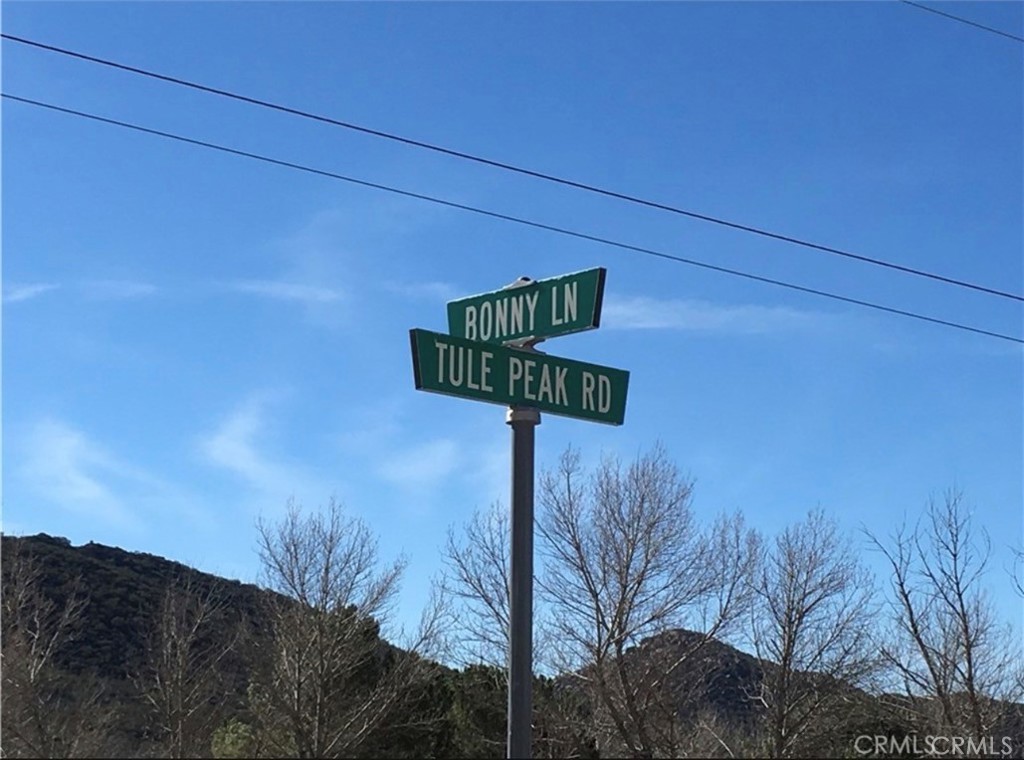 BONNY LN
TULE PEAK RD
CRMLSCRMLS